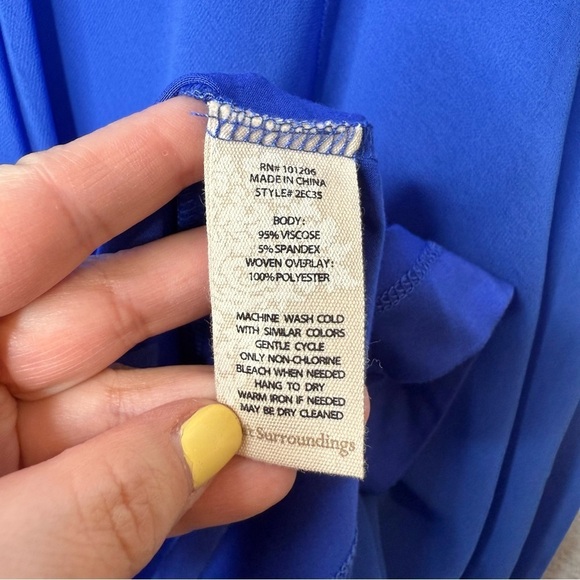 RN# 101206
MADE IN CHINA
STYLE# 2EC3S
BODY:
95% VISCOSE
5% SPANDEX
WOVEN OVERLAY:
100% POLYESTER
MACHINE WASH COLD
WITH SIMILAR COLORS
GENTLE CYCLE
ONLY NON-CHLORINE
BLEACH WHEN NEEDED
HANG TO DRY
WARM IRON IF NEEDED
MAY BE DRY CLEANED
Surroundings